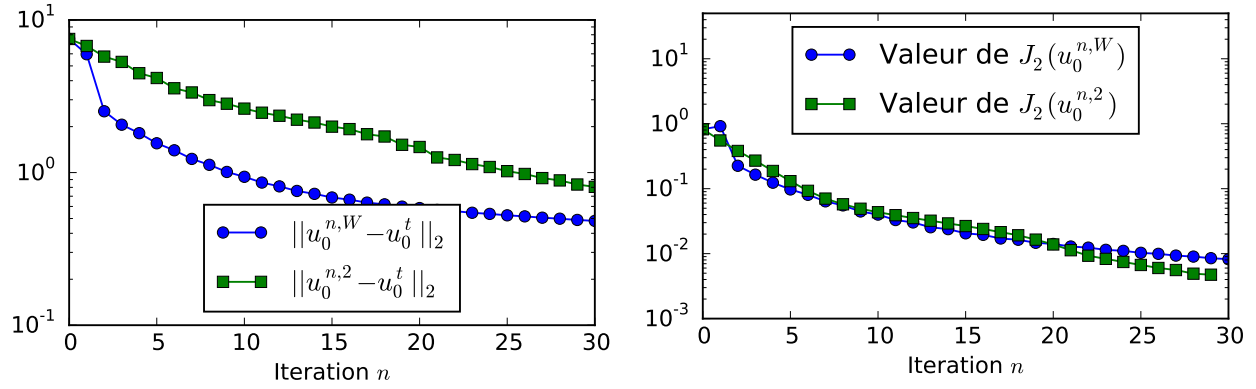 10^1
10^0
10^{-1}
0 5 10 15 20 25 30
Iteration n
||u_0^{n,W} − u_0^t||_2
||u_0^{n,2} − u_0^t||_2
10^1
10^0
10^{-1}
10^{-2}
10^{-3}
0 5 10 15 20 25 30
Iteration n
Valeur de J_2(u_0^{n,W})
Valeur de J_2(u_0^{n,2})